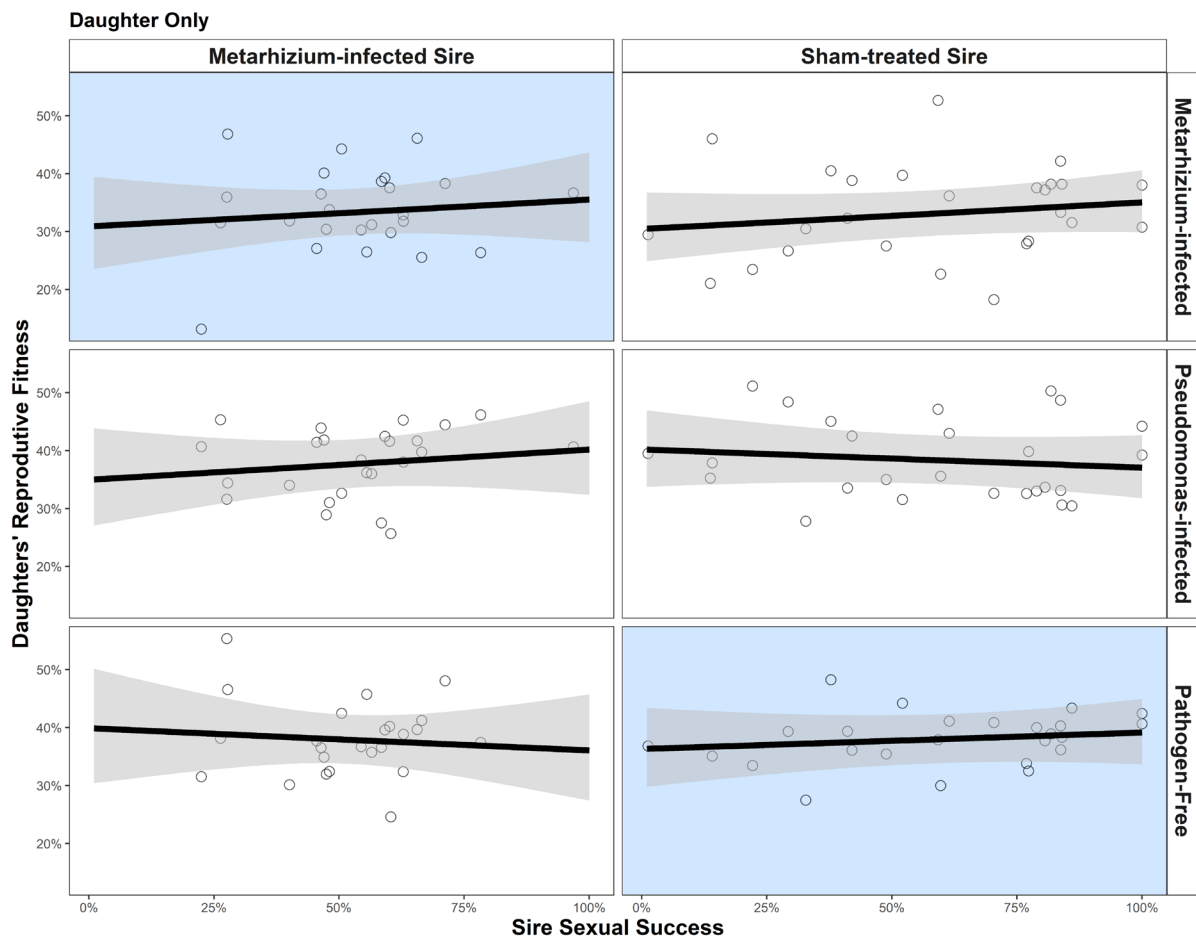 Daughter Only
Metarhizium-infected Sire
Sham-treated Sire
50%
40%
30%
20%
Metarhizium-infected
50%
40%
30%
20%
Pseudomonas-infected
50%
40%
30%
20%
Pathogen-Free
Daughters' Reprodutive Fitness
0%
25%
50%
75%
100%
0%
25%
50%
75%
100%
Sire Sexual Success